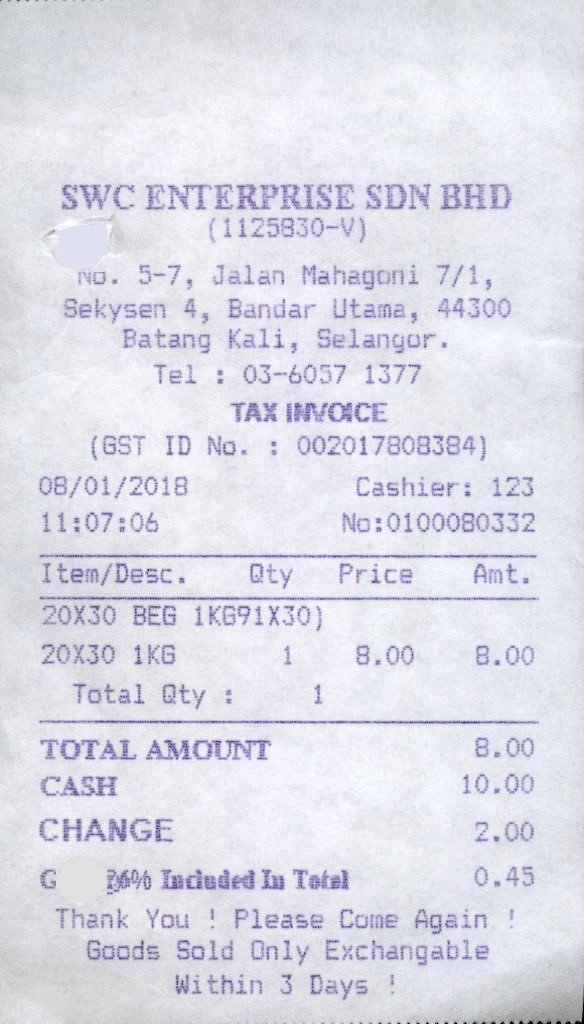 SWC ENTERPRISE SDN BHD
(1125830-V)
No. 5-7, Jalan Mahagoni 7/1,
Sekysen 4, Bandar Utama, 44300
Batang Kali, Selangor.
Tel : 03-6057 1377
TAX INVOICE
(GST ID No. : 002017808384)
08/01/2018 Cashier: 123
11:07:06 No:0100080332
Item/Desc. Qty Price Amt.
20X30 BEG 1KG91X30)
20X30 1KG 1 8.00 8.00
Total Qty : 1
TOTAL AMOUNT 8.00
CASH 10.00
CHANGE 2.00
6% Included In Total 0.45
Thank You ! Please Come Again !
Goods Sold Only Exchangable
Within 3 Days !